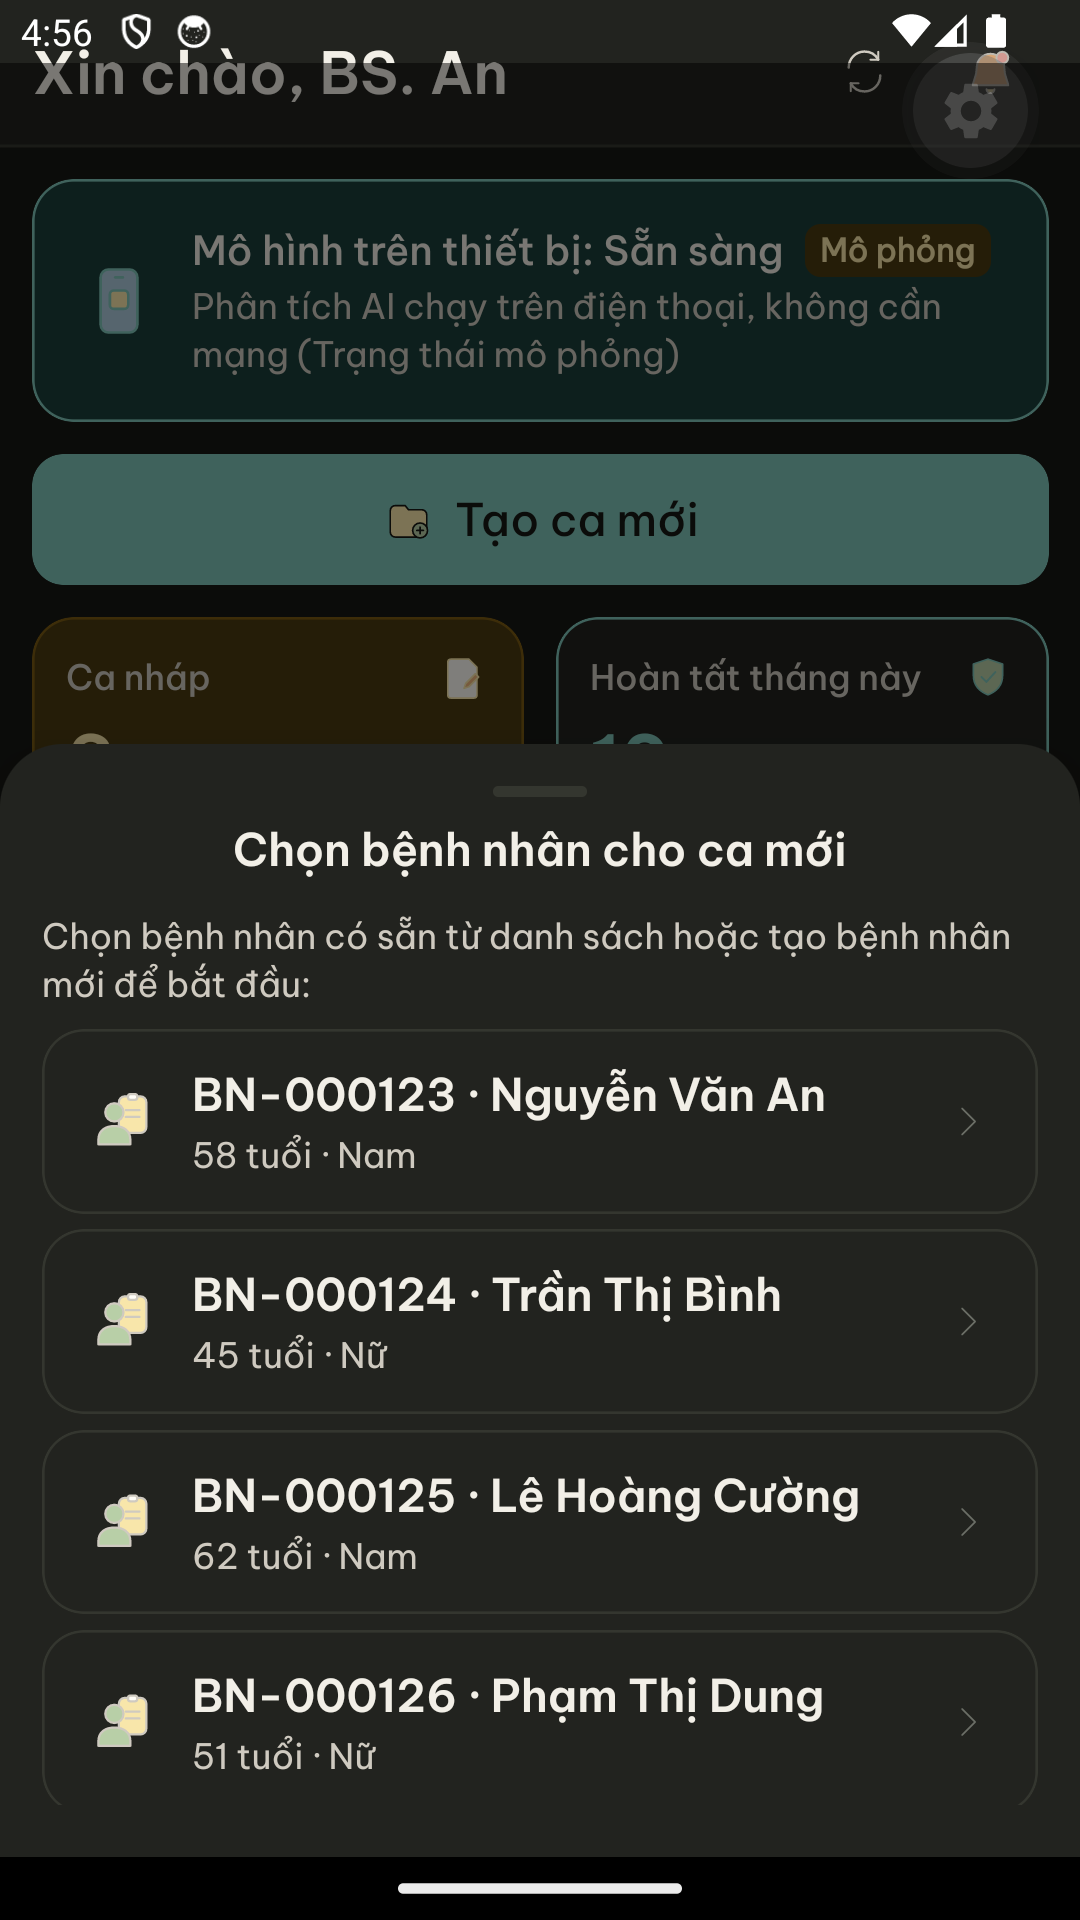 4:56
Xin chào, BS. An
Mô hình trên thiết bị: Sẵn sàng
Mô phỏng
Phân tích AI chạy trên điện thoại, không cần
mạng (Trạng thái mô phỏng)
Tạo ca mới
Ca nháp
Hoàn tất tháng này
Chọn bệnh nhân cho ca mới
Chọn bệnh nhân có sẵn từ danh sách hoặc tạo bệnh nhân
mới để bắt đầu:
BN-000123 · Nguyễn Văn An
58 tuổi · Nam
BN-000124 · Trần Thị Bình
45 tuổi · Nữ
BN-000125 · Lê Hoàng Cường
62 tuổi · Nam
BN-000126 · Phạm Thị Dung
51 tuổi · Nữ